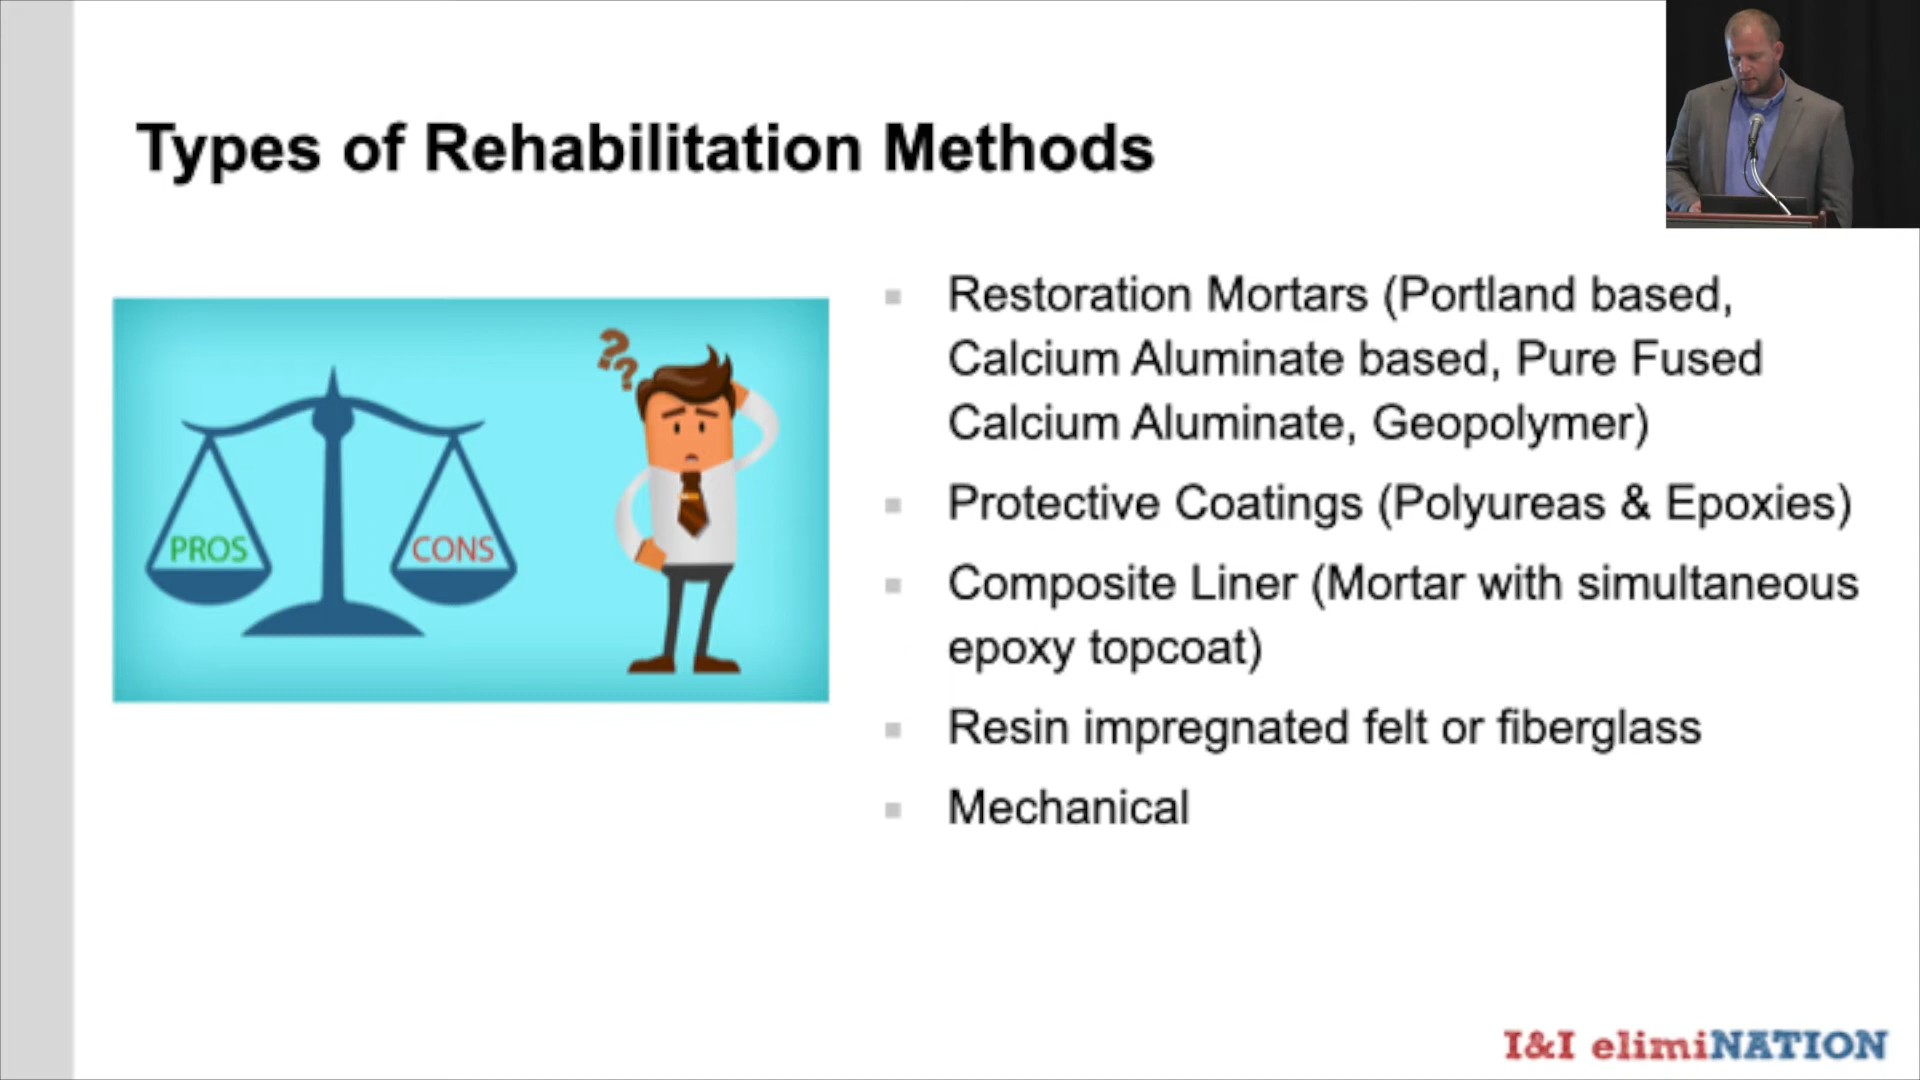 Types of Rehabilitation Methods
??
PROS
CONS
Restoration Mortars (Portland based,
Calcium Aluminate based, Pure Fused
Calcium Aluminate, Geopolymer)
Protective Coatings (Polyureas & Epoxies)
Composite Liner (Mortar with simultaneous
epoxy topcoat)
Resin impregnated felt or fiberglass
Mechanical
I&I elimiNATION